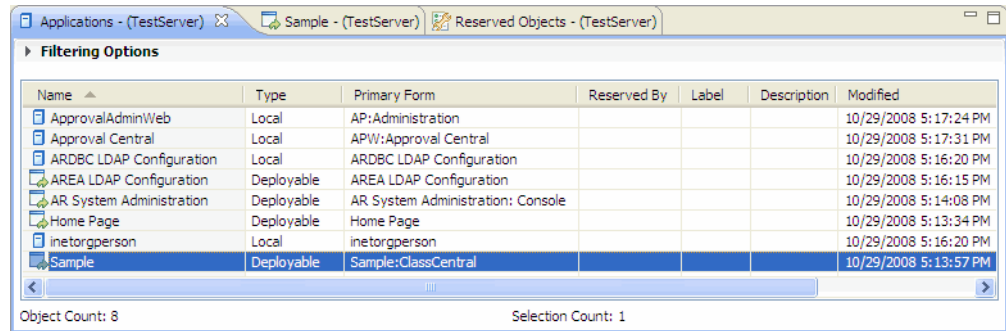 Applications - (TestServer) Sample - (TestServer) Reserved Objects - (TestServer)
Filtering Options
Name Type Primary Form Reserved By Label Description Modified
ApprovalAdminWeb Local AP:Administration 10/29/2008 5:17:24 PM
Approval Central Local APW:Approval Central 10/29/2008 5:17:31 PM
ARDBC LDAP Configuration Local ARDBC LDAP Configuration 10/29/2008 5:16:20 PM
AREA LDAP Configuration Deployable AREA LDAP Configuration 10/29/2008 5:16:15 PM
AR System Administration Deployable AR System Administration: Console 10/29/2008 5:14:08 PM
Home Page Deployable Home Page 10/29/2008 5:13:34 PM
inetorgperson Local inetorgperson 10/29/2008 5:16:20 PM
Sample Deployable Sample:ClassCentral 10/29/2008 5:13:57 PM
Object Count: 8 Selection Count: 1